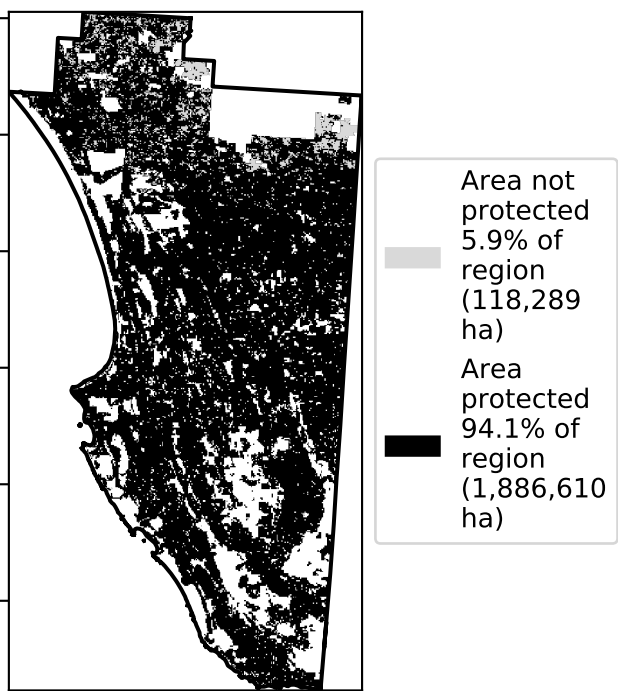 Area not
protected
5.9% of
region
(118,289
ha)
Area
protected
94.1% of
region
(1,886,610
ha)